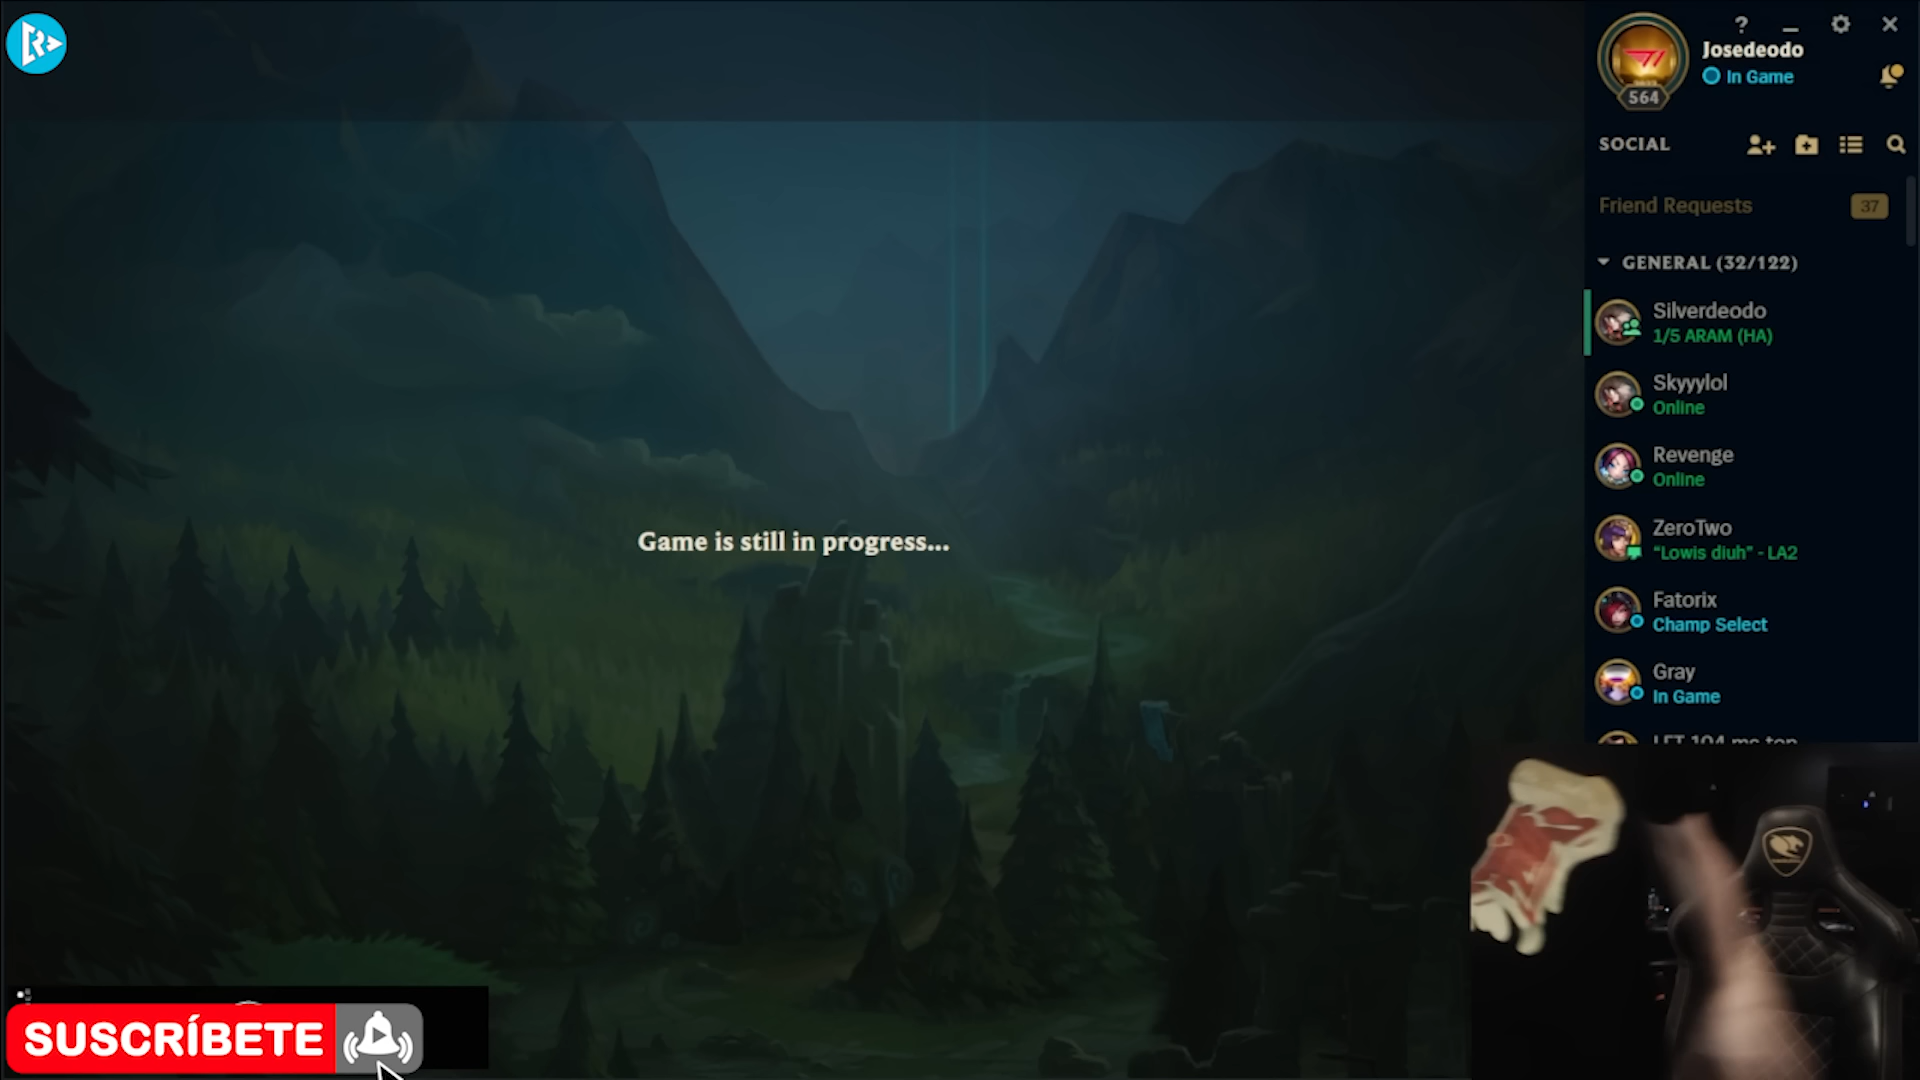 ?
Josedeodo
In Game
564
SOCIAL
Friend Requests
37
GENERAL (32/122)
Silverdeodo
1/5 ARAM (HA)
Skyyylol
Online
Revenge
Online
ZeroTwo
“Lowis diuh” - LA2
Fatorix
Champ Select
Gray
In Game
Game is still in progress...
SUSCRÍBETE